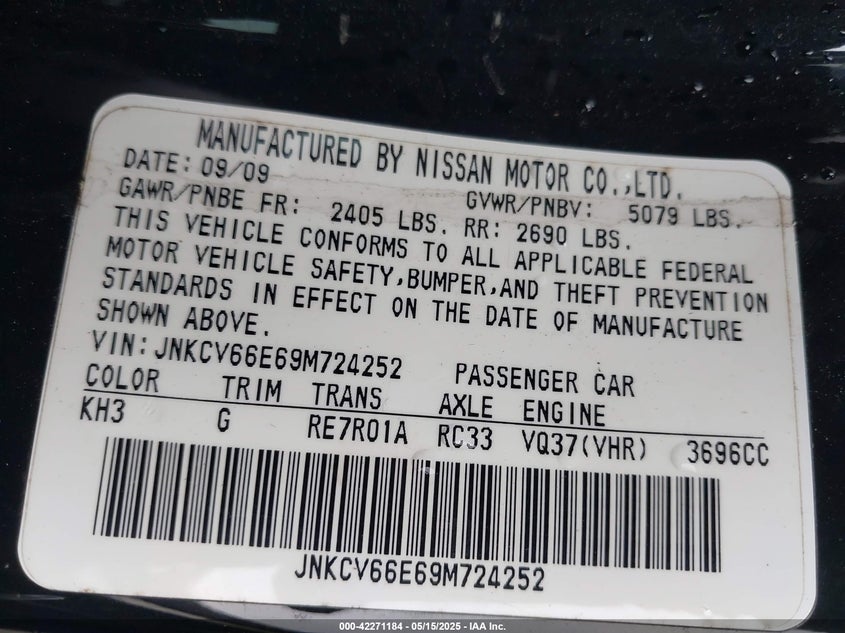 MANUFACTURED BY NISSAN MOTOR CO.,LTD.
DATE: 09/09 GVWR/PNBV: 5079 LBS.
GAWR/PNBE FR: 2405 LBS. RR: 2690 LBS.
THIS VEHICLE CONFORMS TO ALL APPLICABLE FEDERAL
MOTOR VEHICLE SAFETY,BUMPER,AND THEFT PREVENTION
STANDARDS IN EFFECT ON THE DATE OF MANUFACTURE
SHOWN ABOVE.
VIN:JNKCV66E69M724252 PASSENGER CAR
COLOR TRIM TRANS AXLE ENGINE
KH3 G RE7R01A RC33 VQ37(VHR) 3696CC
JNKCV66E69M724252
000-42271184 - 05/15/2025 - IAA Inc.